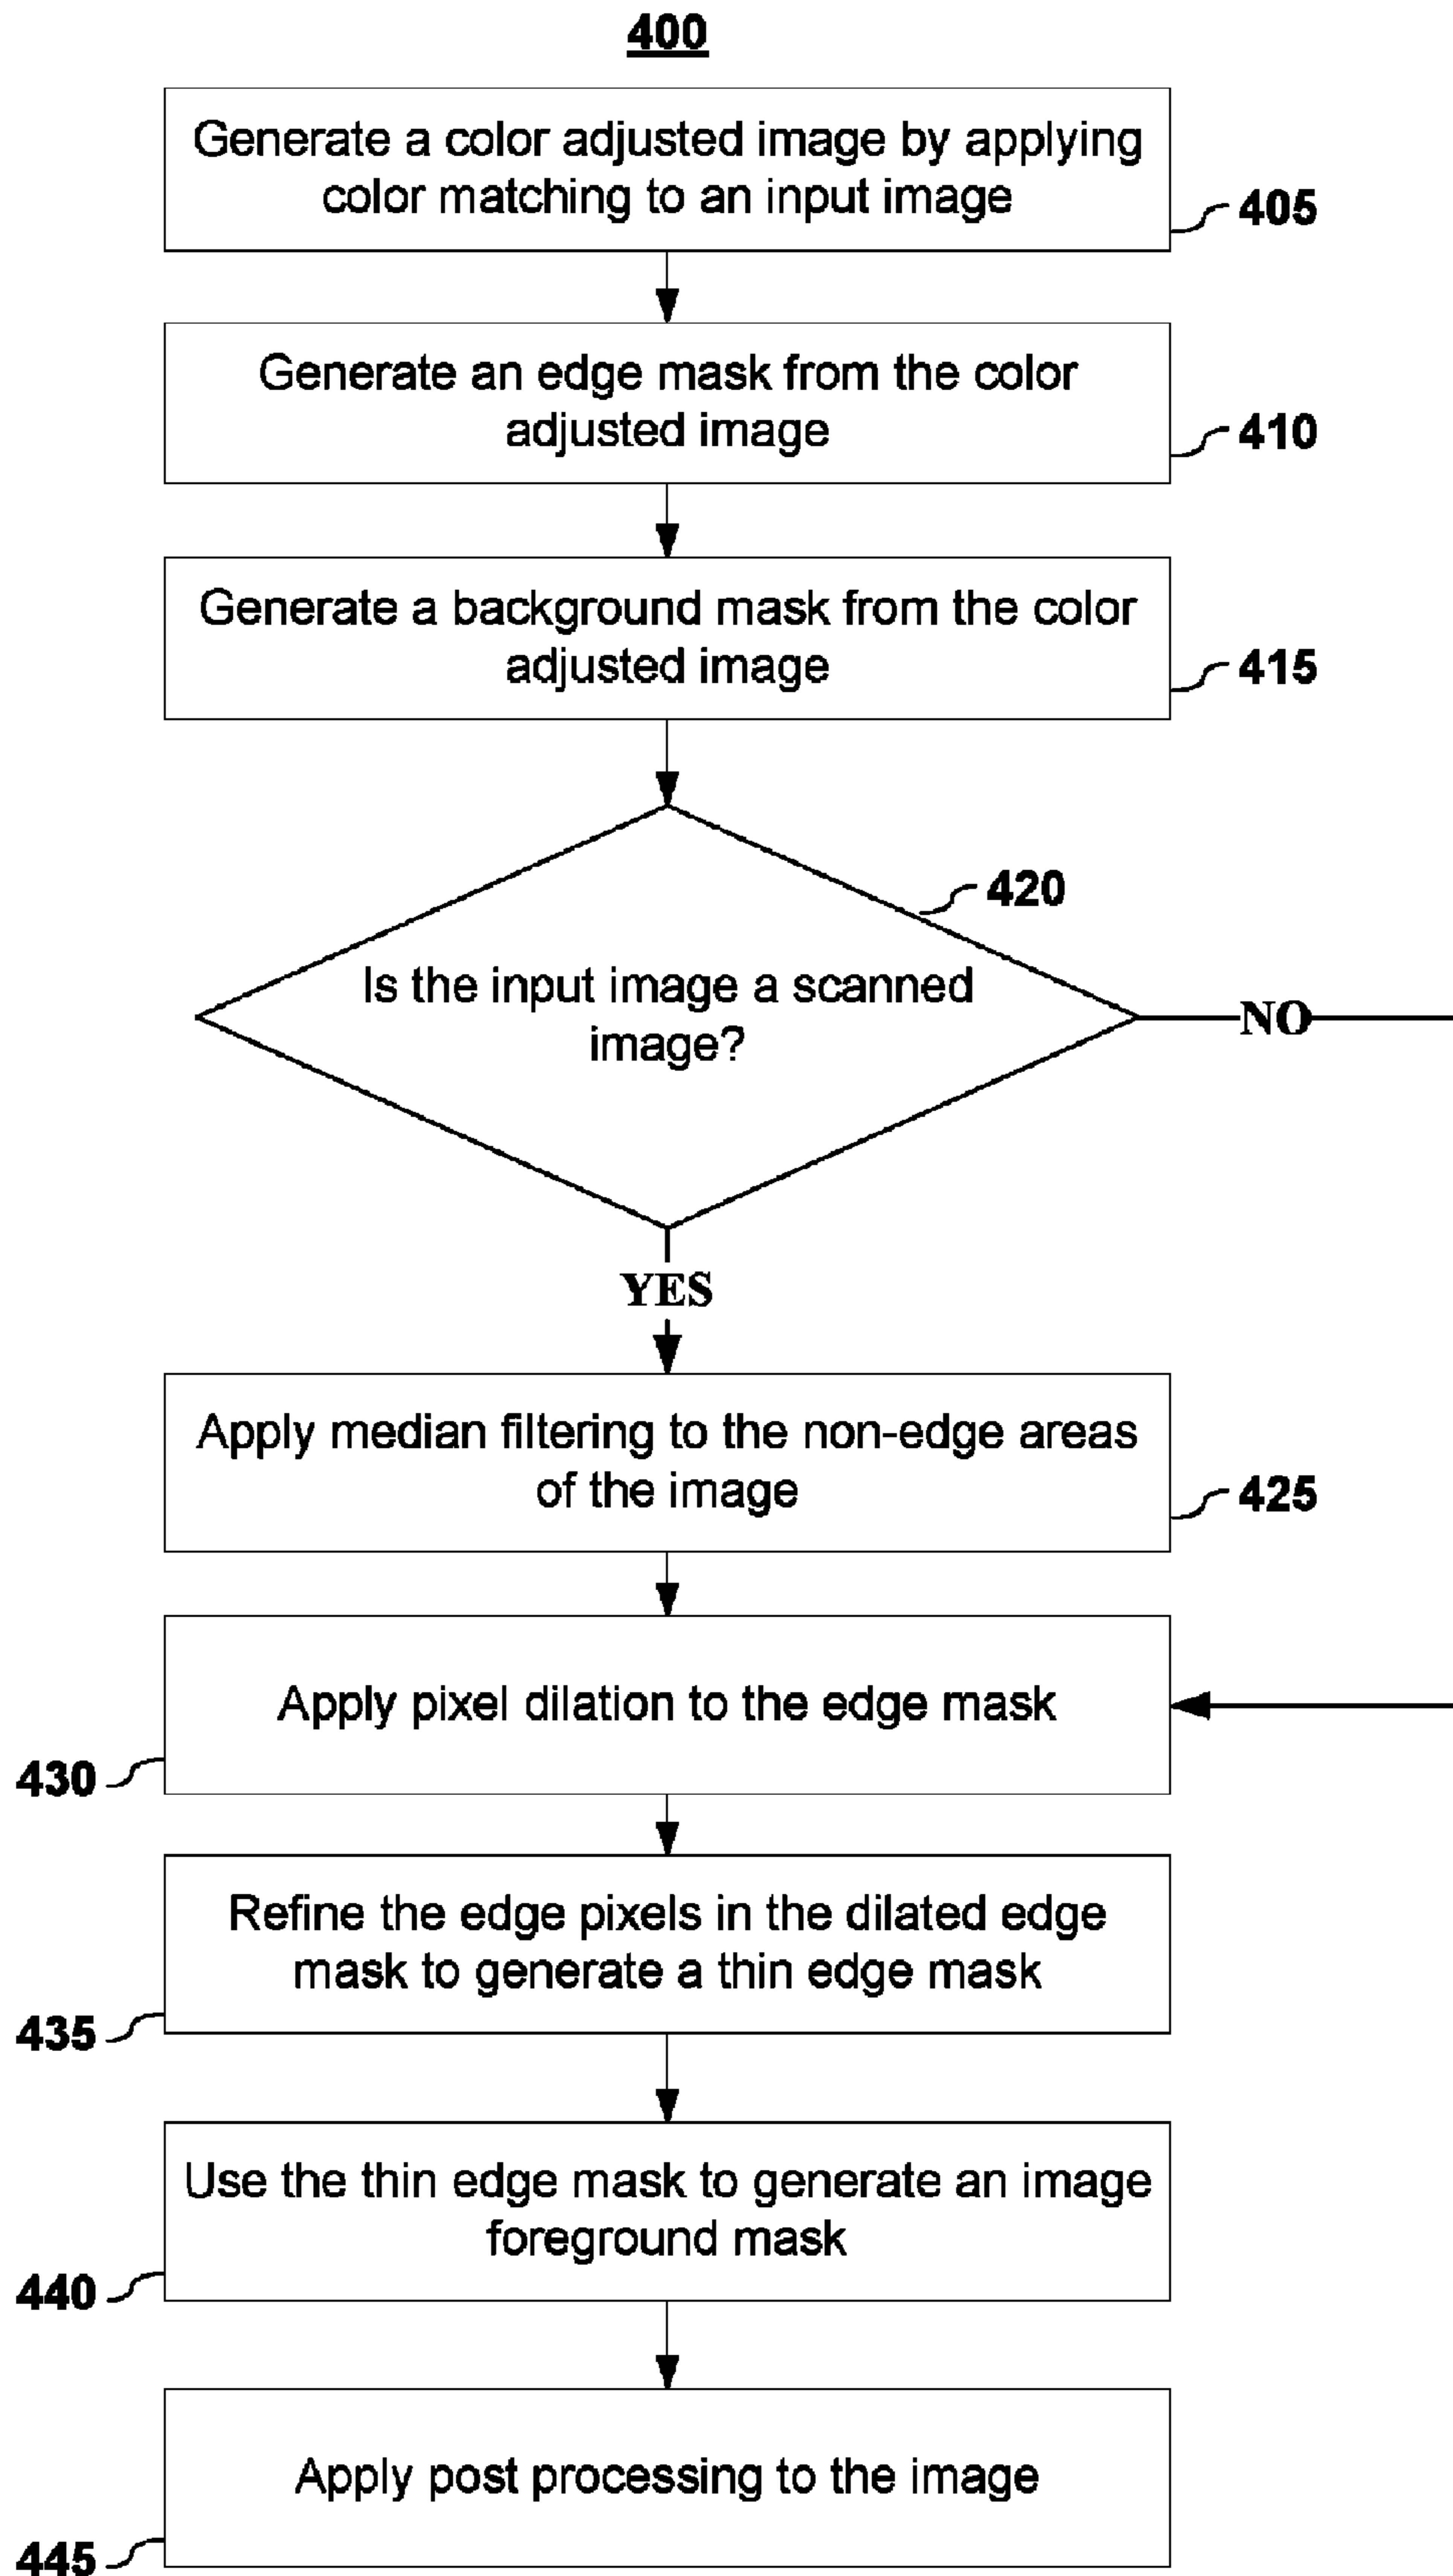 400
Generate a color adjusted image by applying
color matching to an input image
405
Generate an edge mask from the color
adjusted image
410
Generate a background mask from the color
adjusted image
415
420
Is the input image a scanned
image?
NO
YES
Apply median filtering to the non-edge areas
of the image
425
Apply pixel dilation to the edge mask
430
Refine the edge pixels in the dilated edge
mask to generate a thin edge mask
435
Use the thin edge mask to generate an image
foreground mask
440
Apply post processing to the image
445